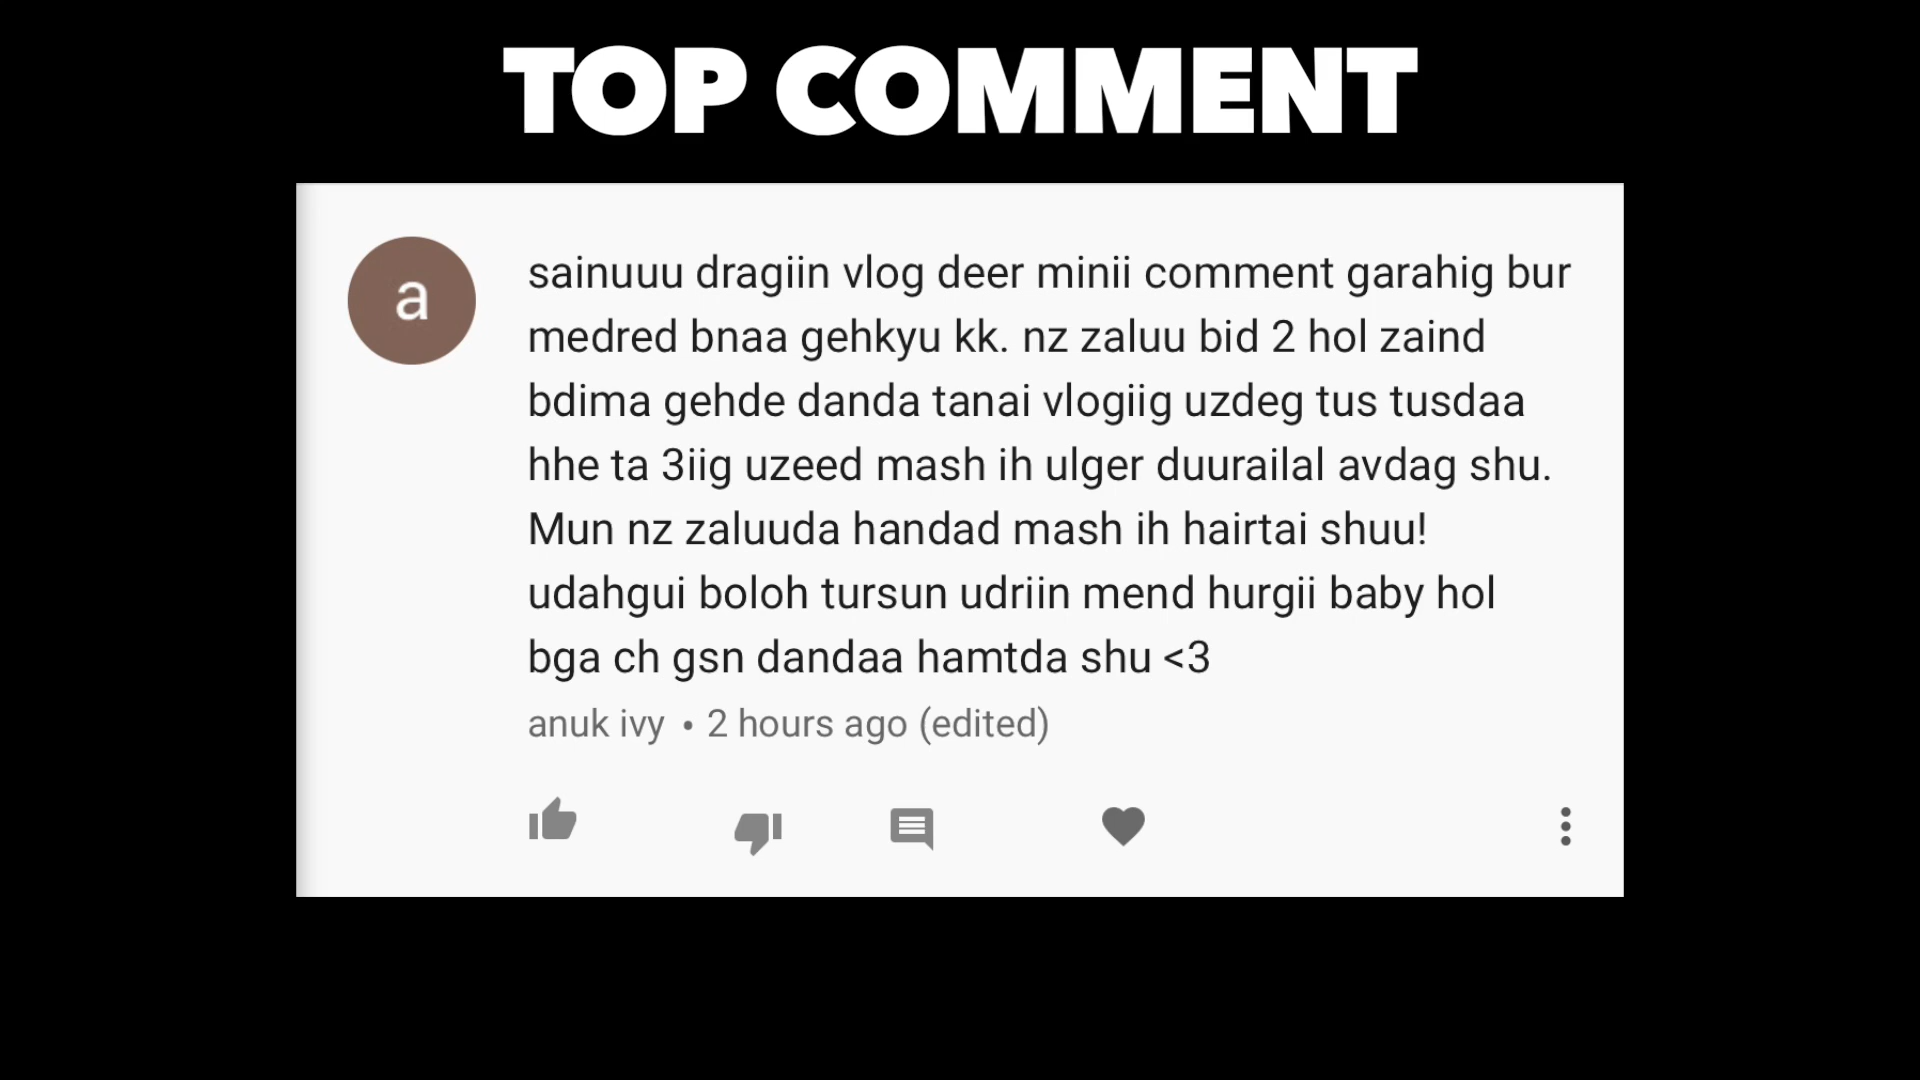 TOP COMMENT
a
sainuuu dragiin vlog deer minii comment garahig bur
medred bnaa gehkyu kk. nz zaluu bid 2 hol zaind
bdima gehde danda tanai vlogiig uzdeg tus tusdaa
hhe ta 3iig uzeed mash ih ulger duurailal avdag shu.
Mun nz zaluuda handad mash ih hairtai shuu!
udahgui boloh tursun udriin mend hurgii baby hol
bga ch gsn dandaa hamtda shu <3
anuk ivy • 2 hours ago (edited)